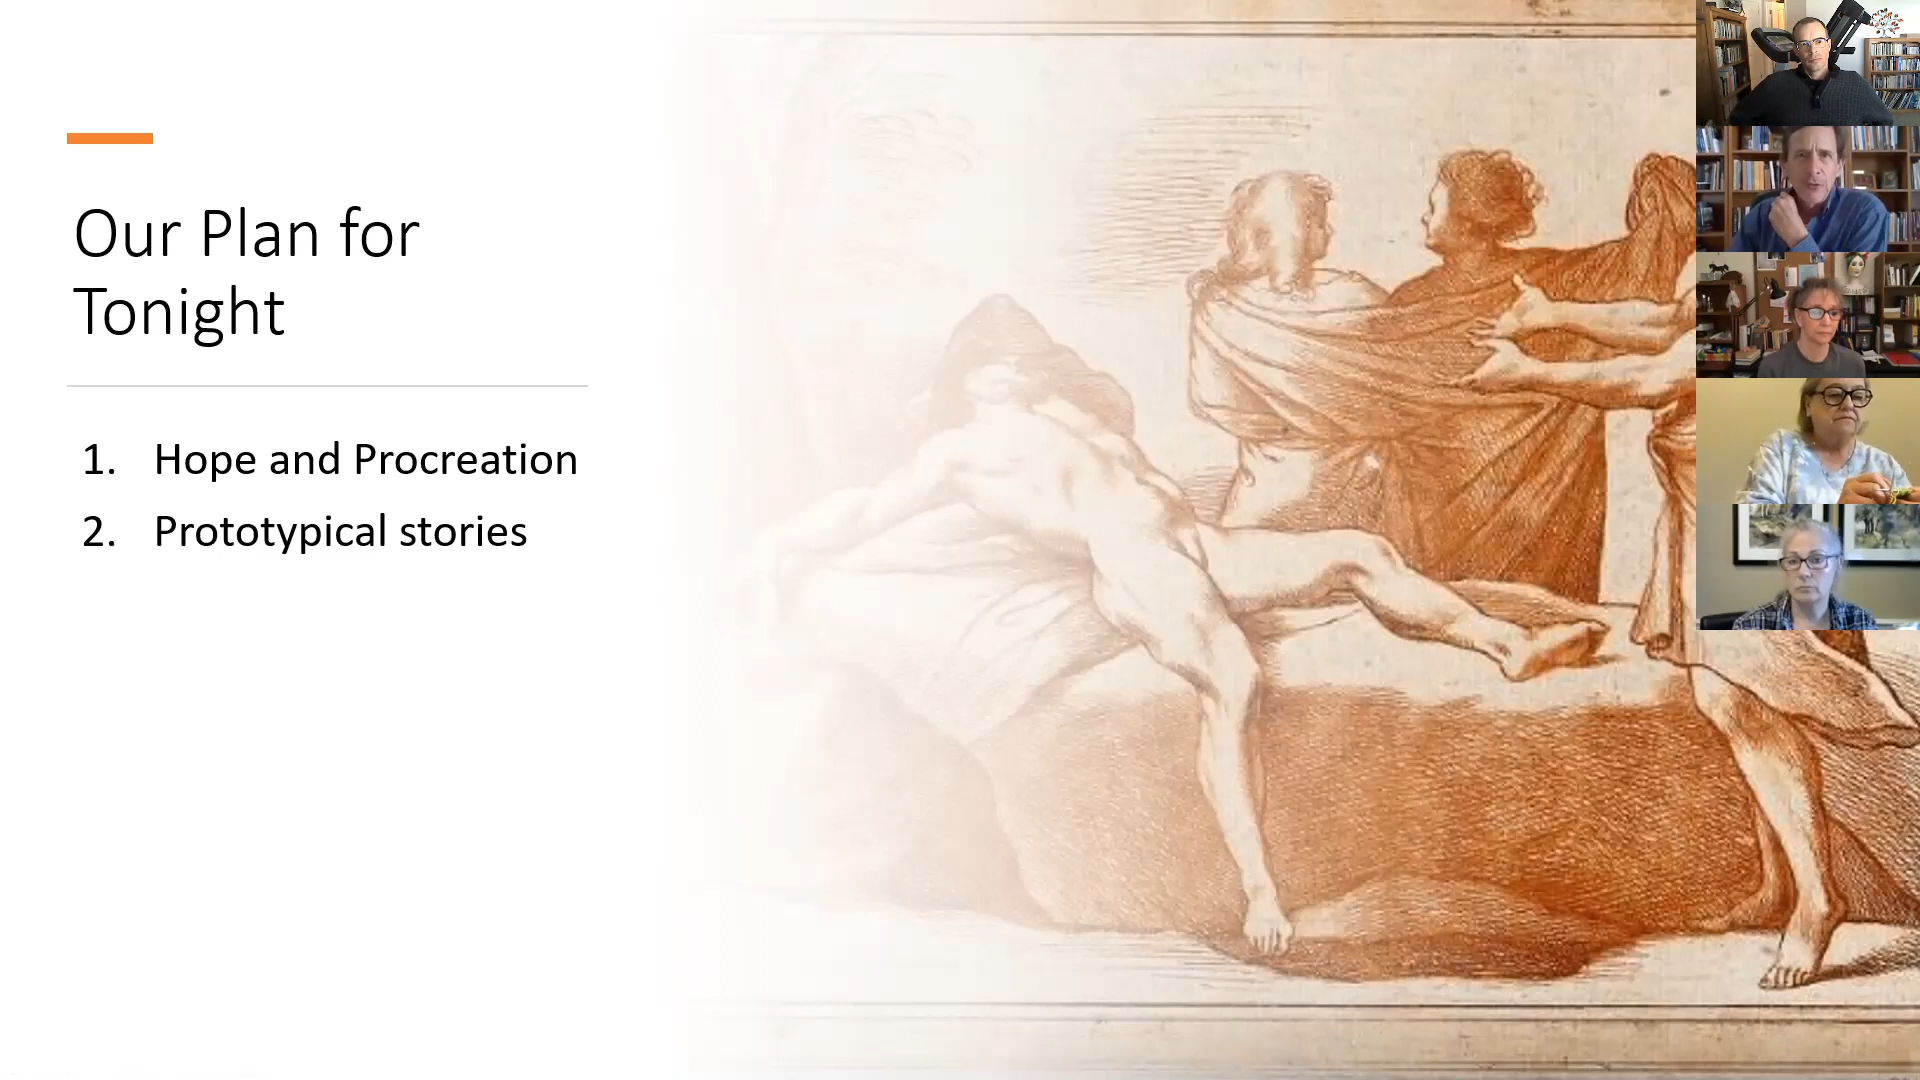 Our Plan for
Tonight
1. Hope and Procreation
2. Prototypical stories